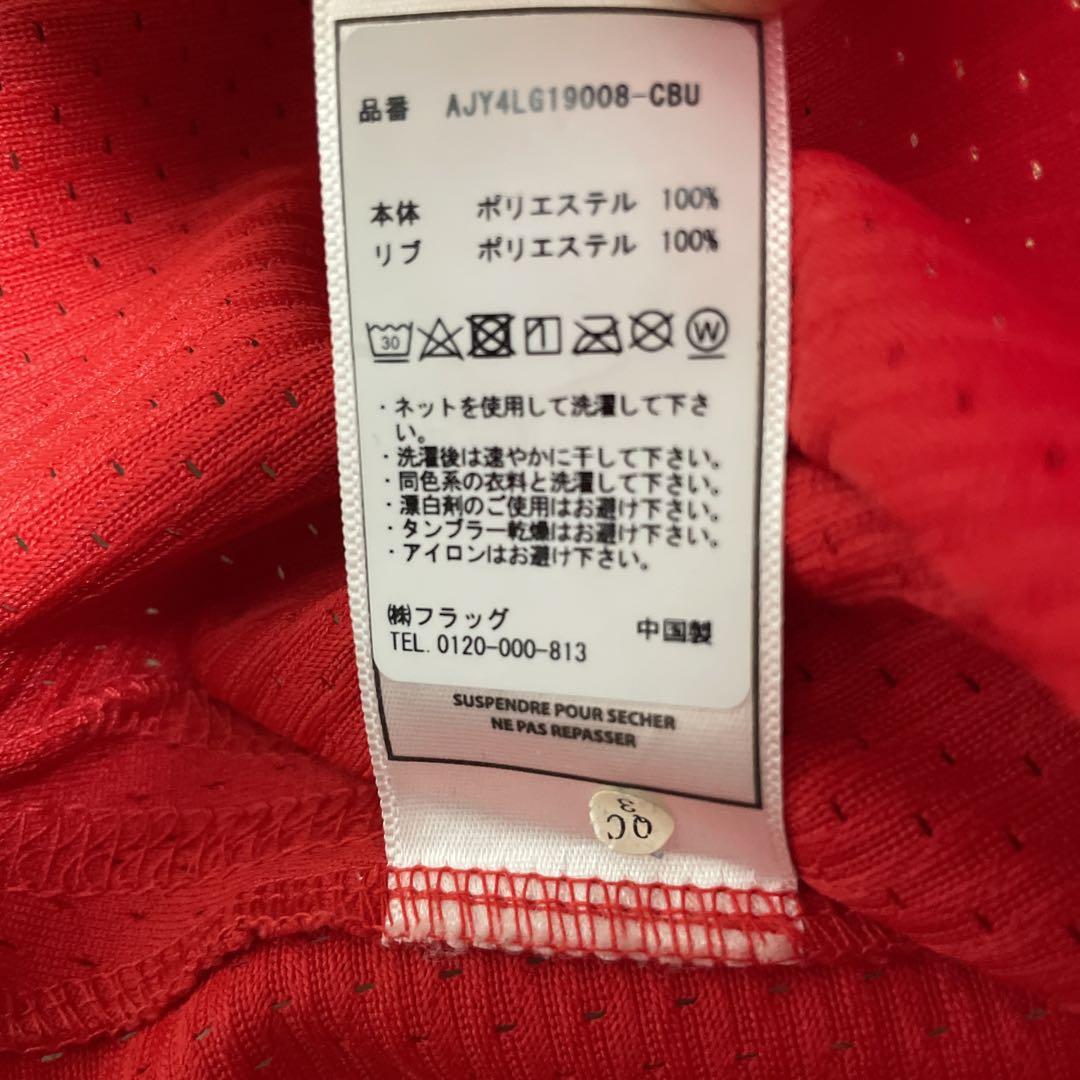 品番 AJY4LG19008-CBU
本体 ポリエステル 100%
リブ ポリエステル 100%
30 W
・ネットを使用して洗濯して下さ
い。
・洗濯後は速やかに干して下さい。
・同色系の衣料と洗濯して下さい。
・漂白剤のご使用はお避け下さい。
・タンブラー乾燥はお避け下さい。
・アイロンはお避け下さい。
㈱フラッグ 中国製
TEL. 0120-000-813
SUSPENDRE POUR SECHER
NE PAS REPASSER
QC
3